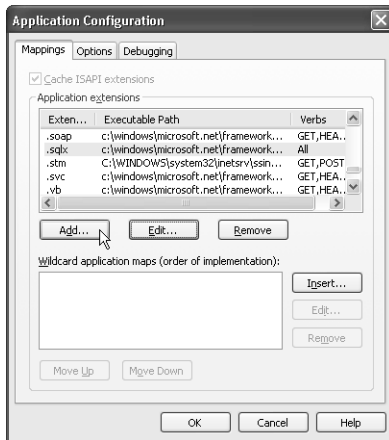 Application Configuration
Mappings Options Debugging
Cache ISAPI extensions
Application extensions
Exten... Executable Path Verbs
.soap c:\windows\microsoft.net\framework... GET,HEA...
.sqlx c:\windows\microsoft.net\framework... All
.stm C:\WINDOWS\system32\inetsrv\ssin... GET,POST
.svc c:\windows\microsoft.net\framework... GET,HEA...
.vb c:\windows\microsoft.net\framework... GET,HEA...
Add... Edit... Remove
Wildcard application maps (order of implementation):
Insert...
Edit...
Remove
Move Up Move Down
OK Cancel Help